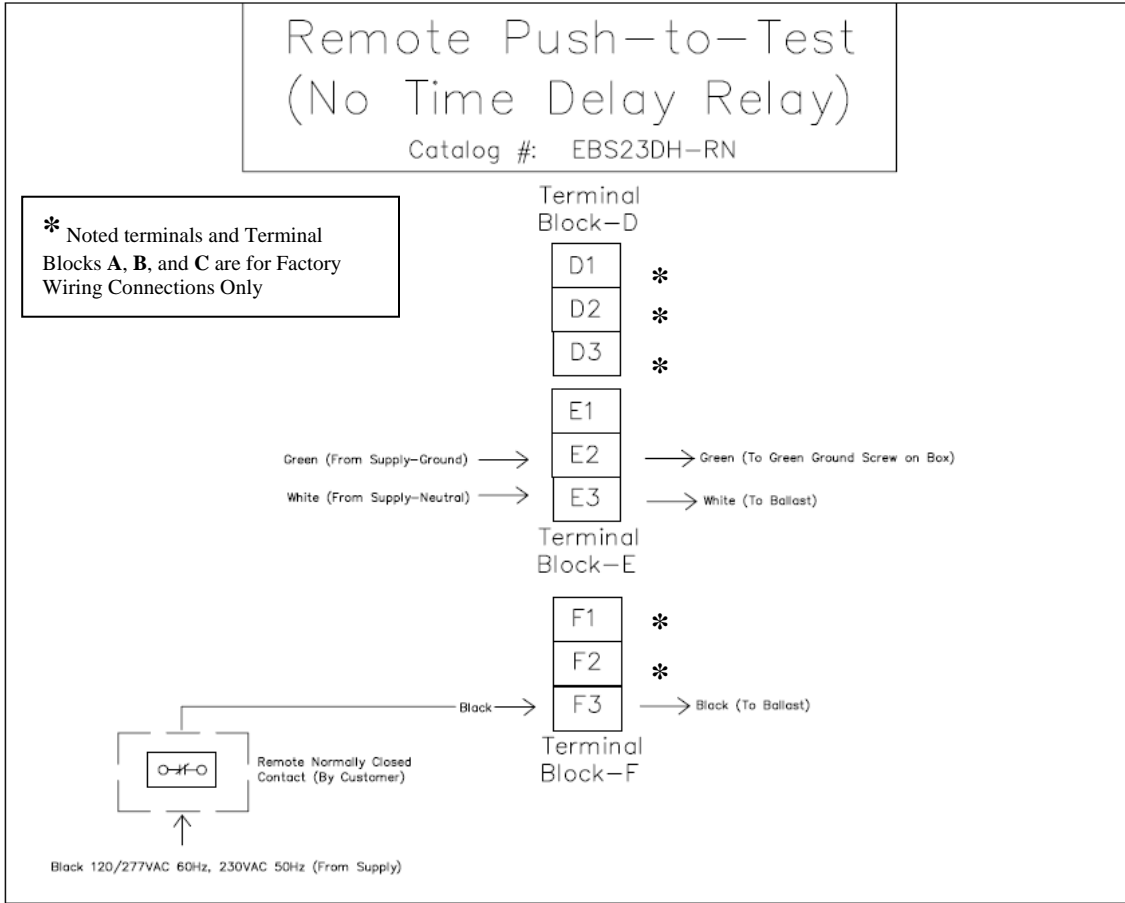 Remote Push-to-Test
(No Time Delay Relay)
Catalog #: EBS23DH-RN
* Noted terminals and Terminal
Blocks A, B, and C are for Factory
Wiring Connections Only
Terminal
Block-D
D1 *
D2 *
D3 *
E1
Green (From Supply-Ground) E2 Green (To Green Ground Screw on Box)
White (From Supply-Neutral) E3 White (To Ballast)
Terminal
Block-E
F1 *
F2 *
Black F3 Black (To Ballast)
Terminal
Block-F
Remote Normally Closed
Contact (By Customer)
Black 120/277VAC 60Hz, 230VAC 50Hz (From Supply)